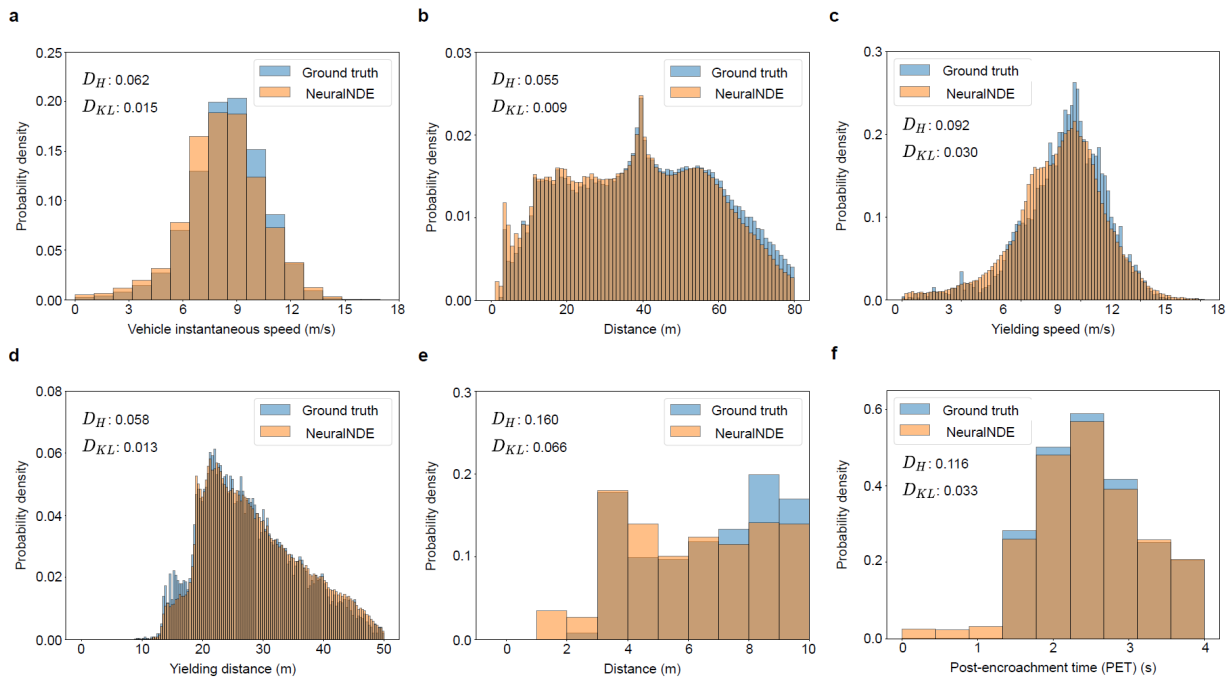 a
0.25
0.20
0.15
0.10
0.05
0.00
Probability density
D_H: 0.062
D_KL: 0.015
Ground truth
NeuralNDE
0 3 6 9 12 15 18
Vehicle instantaneous speed (m/s)
b
0.03
0.02
0.01
0.00
Probability density
D_H: 0.055
D_KL: 0.009
Ground truth
NeuralNDE
0 20 40 60 80
Distance (m)
c
0.3
0.2
0.1
0.0
Probability density
Ground truth
NeuralNDE
D_H: 0.092
D_KL: 0.030
0 3 6 9 12 15 18
Yielding speed (m/s)
d
0.08
0.06
0.04
0.02
0.00
Probability density
D_H: 0.058
D_KL: 0.013
Ground truth
NeuralNDE
0 10 20 30 40 50
Yielding distance (m)
e
0.3
0.2
0.1
0.0
Probability density
D_H: 0.160
D_KL: 0.066
Ground truth
NeuralNDE
0 2 4 6 8 10
Distance (m)
f
0.6
0.4
0.2
0.0
Probability density
Ground truth
NeuralNDE
D_H: 0.116
D_KL: 0.033
0 1 2 3 4
Post-encroachment time (PET) (s)